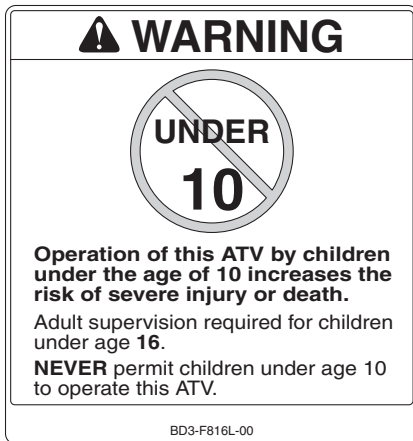 WARNING
UNDER
10
Operation of this ATV by children
under the age of 10 increases the
risk of severe injury or death.
Adult supervision required for children
under age 16.
NEVER permit children under age 10
to operate this ATV.
BD3-F816L-00